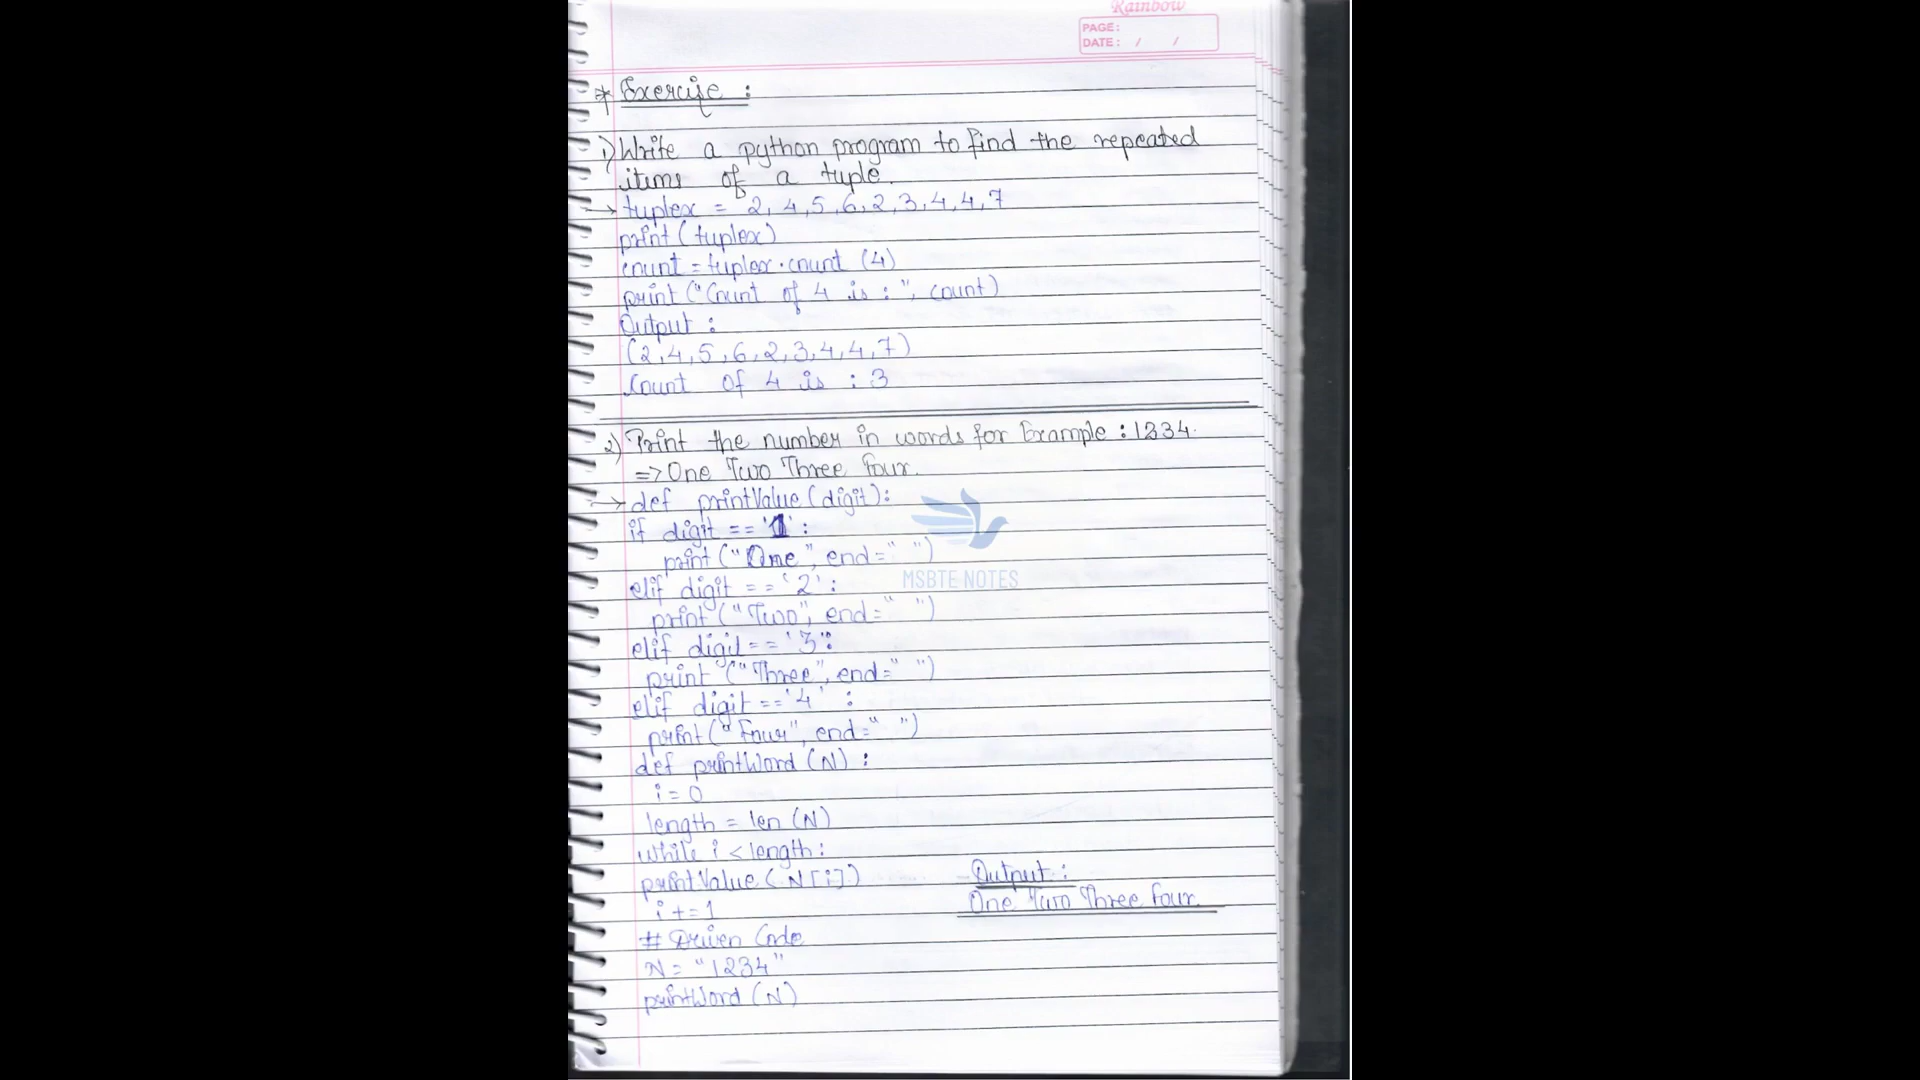 Rainbow
PAGE:
DATE: / /
* Exercise :
1) Write a python program to find the repeated
items of a tuple.
→ tuplex = 2, 4, 5, 6, 2, 3, 4, 4, 7
print (tuplex)
count = tuplex.count (4)
print ("Count of 4 is : ", count)
Output :
(2, 4, 5, 6, 2, 3, 4, 4, 7)
Count of 4 is : 3
2) Print the number in words for Example : 1234.
=> One Two Three Four.
→ def printValue (digit):
if digit == '1' :
print ("One", end=" ")
elif digit == '2' :
print ("Two", end=" ")
elif digit == '3':
print ("Three", end=" ")
elif digit == '4' :
print ("Four", end=" ")
def printWord (N) :
i = 0
length = len (N)
while i < length :
printValue (N[i])
i += 1
# Driven Code
N = "1234"
printWord (N)
Output :
One Two Three Four
MSBTE NOTES